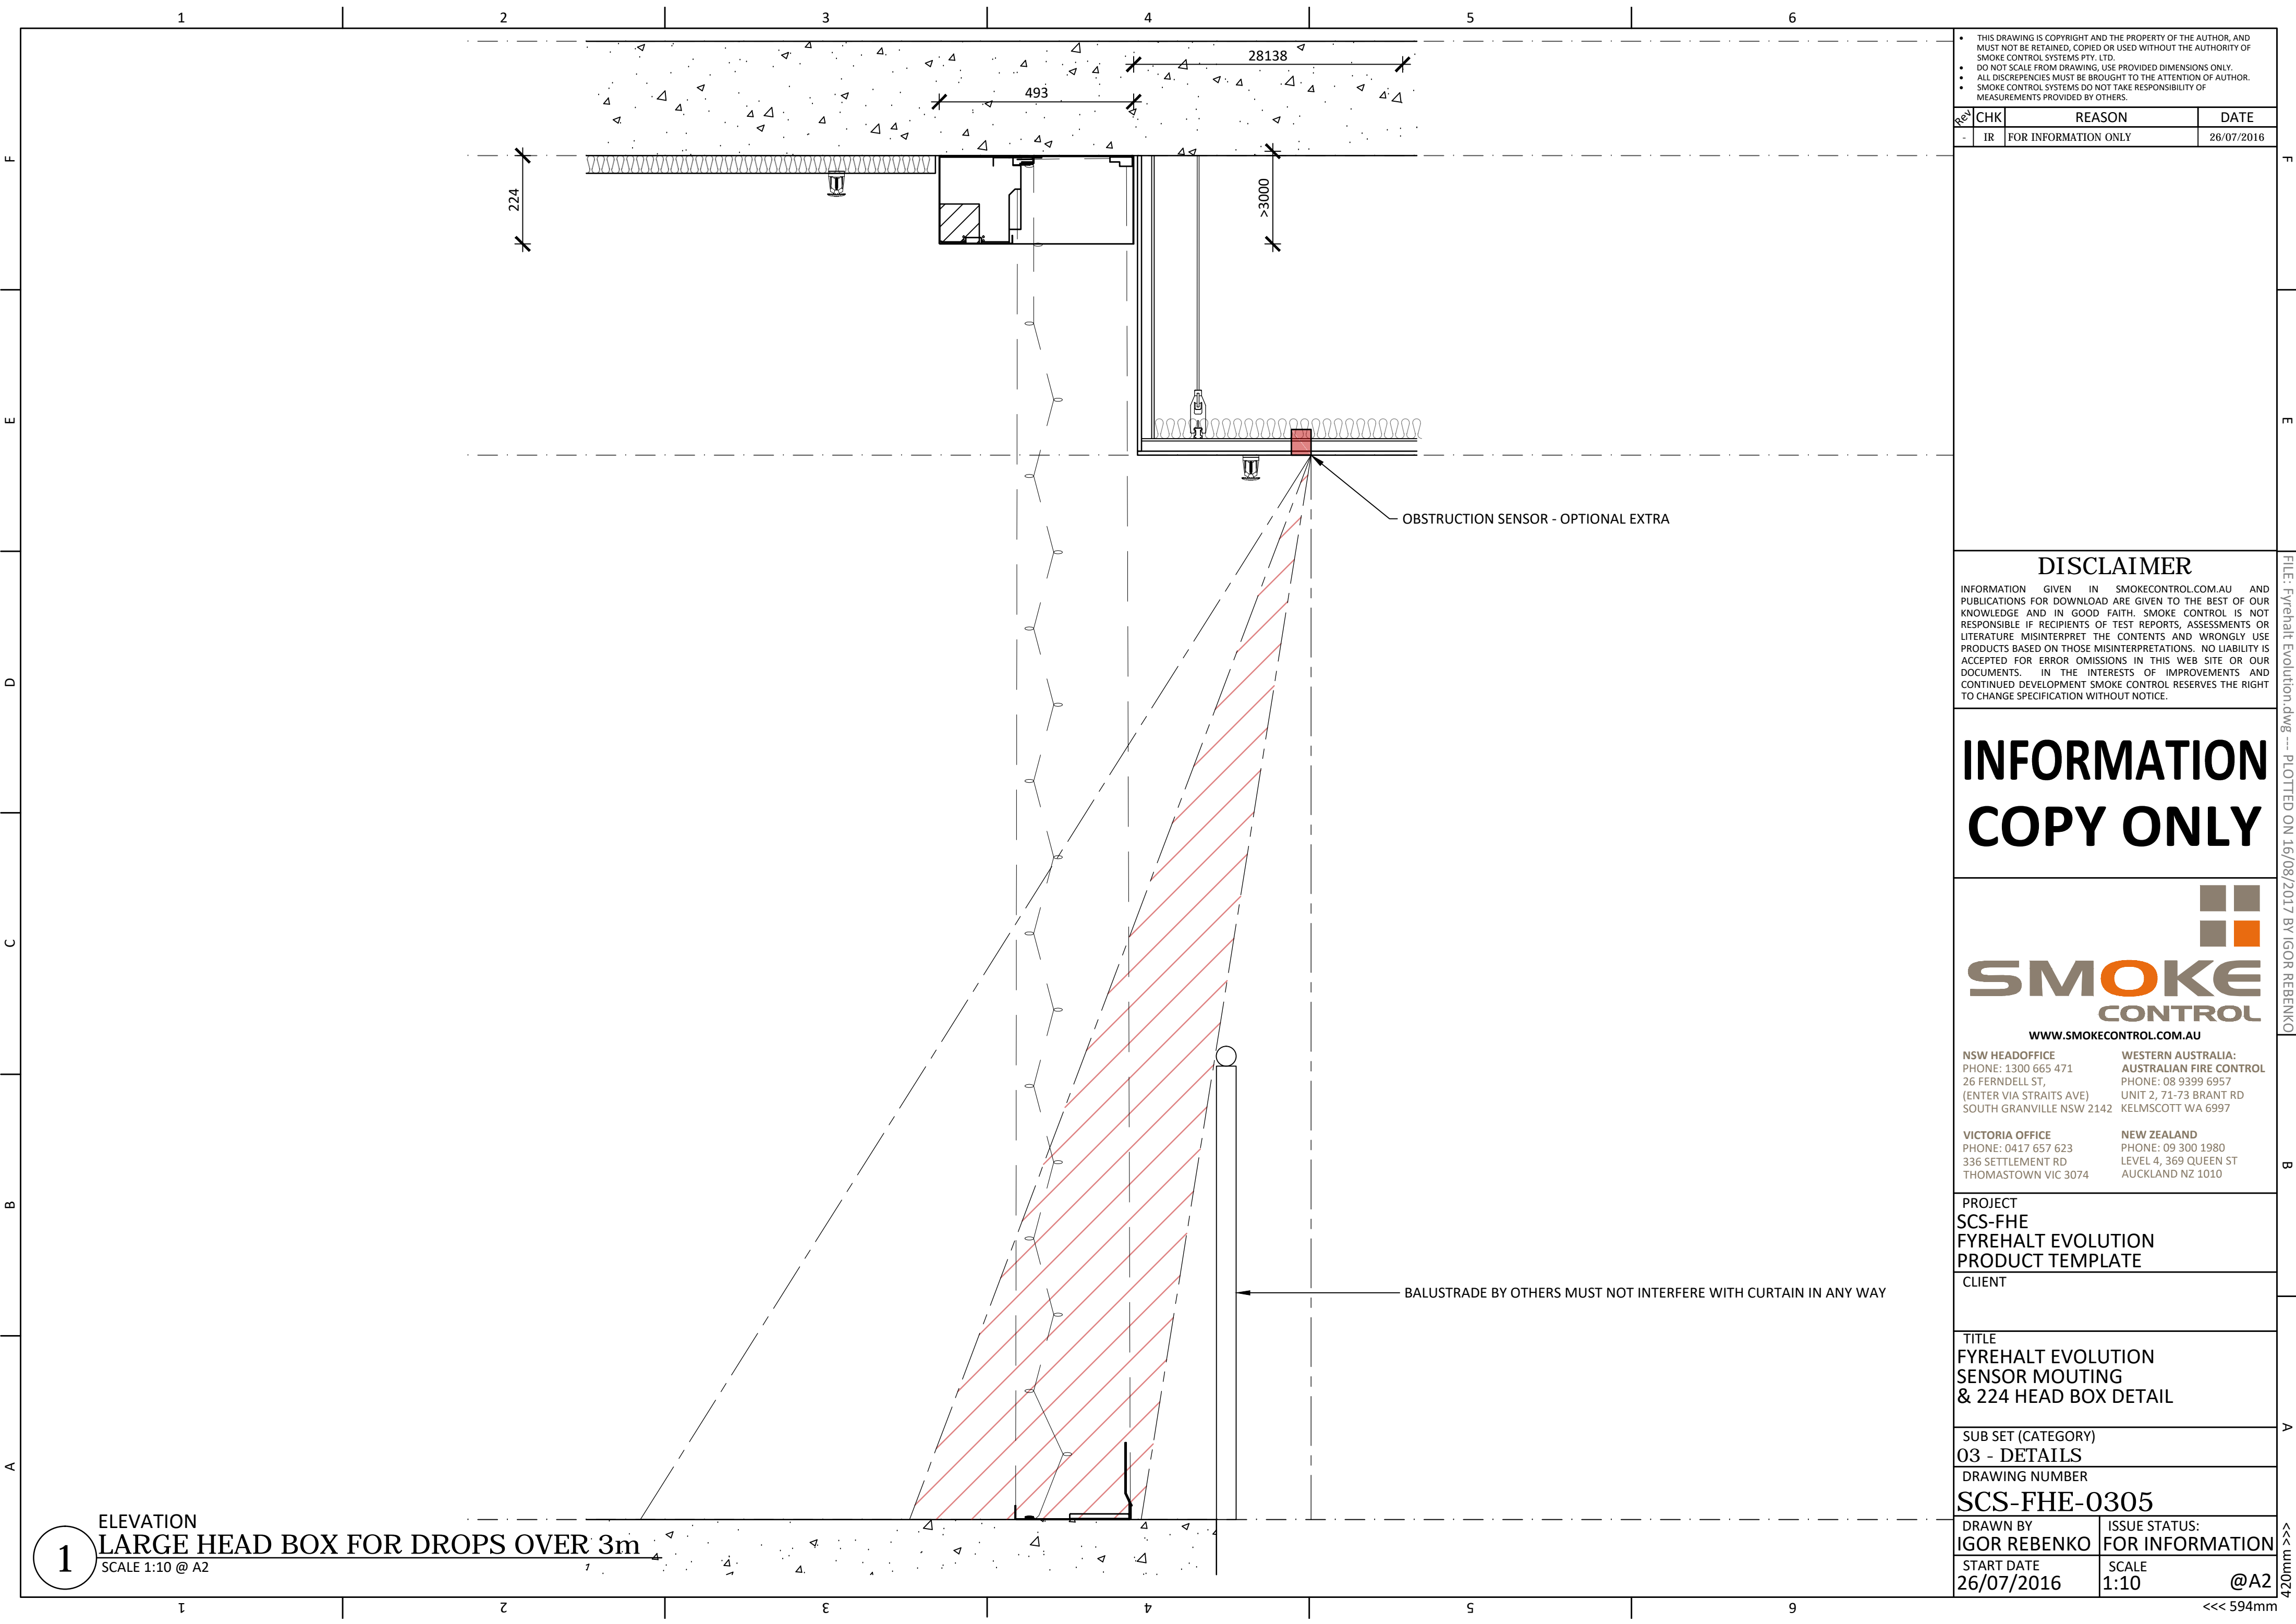 1 2 3 4 5 6
F
E
D
C
B
A
28138
493
224
>3000
OBSTRUCTION SENSOR - OPTIONAL EXTRA
BALUSTRADE BY OTHERS MUST NOT INTERFERE WITH CURTAIN IN ANY WAY
1
ELEVATION
LARGE HEAD BOX FOR DROPS OVER 3m
SCALE 1:10 @ A2
1 2 3 4 5 6
• THIS DRAWING IS COPYRIGHT AND THE PROPERTY OF THE AUTHOR, AND
MUST NOT BE RETAINED, COPIED OR USED WITHOUT THE AUTHORITY OF
SMOKE CONTROL SYSTEMS PTY. LTD.
• DO NOT SCALE FROM DRAWING, USE PROVIDED DIMENSIONS ONLY.
• ALL DISCREPENCIES MUST BE BROUGHT TO THE ATTENTION OF AUTHOR.
• SMOKE CONTROL SYSTEMS DO NOT TAKE RESPONSIBILITY OF
MEASUREMENTS PROVIDED BY OTHERS.
Rev CHK REASON DATE
- IR FOR INFORMATION ONLY 26/07/2016
DISCLAIMER
INFORMATION GIVEN IN SMOKECONTROL.COM.AU AND
PUBLICATIONS FOR DOWNLOAD ARE GIVEN TO THE BEST OF OUR
KNOWLEDGE AND IN GOOD FAITH. SMOKE CONTROL IS NOT
RESPONSIBLE IF RECIPIENTS OF TEST REPORTS, ASSESSMENTS OR
LITERATURE MISINTERPRET THE CONTENTS AND WRONGLY USE
PRODUCTS BASED ON THOSE MISINTERPRETATIONS. NO LIABILITY IS
ACCEPTED FOR ERROR OMISSIONS IN THIS WEB SITE OR OUR
DOCUMENTS. IN THE INTERESTS OF IMPROVEMENTS AND
CONTINUED DEVELOPMENT SMOKE CONTROL RESERVES THE RIGHT
TO CHANGE SPECIFICATION WITHOUT NOTICE.
INFORMATION
COPY ONLY
SMOKE
CONTROL
WWW.SMOKECONTROL.COM.AU
NSW HEADOFFICE
PHONE: 1300 665 471
26 FERNDELL ST,
(ENTER VIA STRAITS AVE)
SOUTH GRANVILLE NSW 2142
WESTERN AUSTRALIA:
AUSTRALIAN FIRE CONTROL
PHONE: 08 9399 6957
UNIT 2, 71-73 BRANT RD
KELMSCOTT WA 6997
VICTORIA OFFICE
PHONE: 0417 657 623
336 SETTLEMENT RD
THOMASTOWN VIC 3074
NEW ZEALAND
PHONE: 09 300 1980
LEVEL 4, 369 QUEEN ST
AUCKLAND NZ 1010
PROJECT
SCS-FHE
FYREHALT EVOLUTION
PRODUCT TEMPLATE
CLIENT
TITLE
FYREHALT EVOLUTION
SENSOR MOUTING
& 224 HEAD BOX DETAIL
SUB SET (CATEGORY)
03 - DETAILS
DRAWING NUMBER
SCS-FHE-0305
DRAWN BY
IGOR REBENKO
ISSUE STATUS:
FOR INFORMATION
START DATE
26/07/2016
SCALE
1:10 @A2
F
E
B
A
FILE: Fyrehalt Evolution.dwg --- PLOTTED ON 16/08/2017 BY IGOR REBENKO
420mm >>>
<<< 594mm